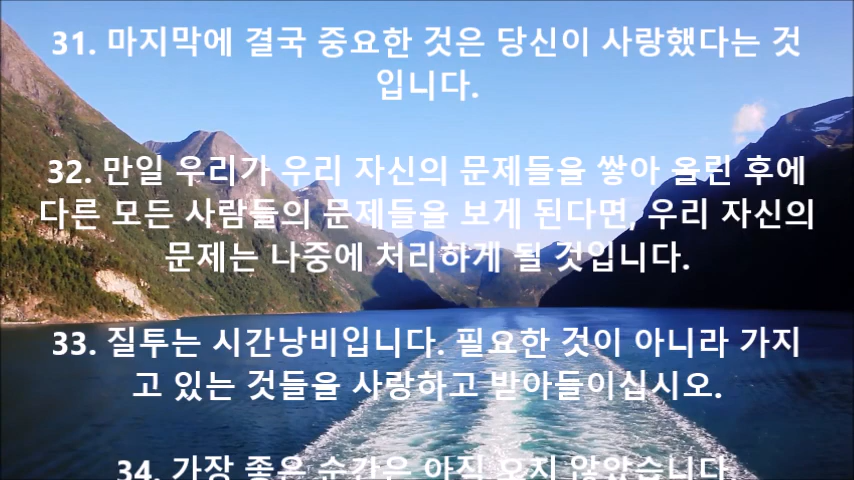 31. 마지막에 결국 중요한 것은 당신이 사랑했다는 것
입니다.
32. 만일 우리가 우리 자신의 문제들을 쌓아 올린 후에
다른 모든 사람들의 문제들을 보게 된다면, 우리 자신의
문제는 나중에 처리하게 될 것입니다.
33. 질투는 시간낭비입니다. 필요한 것이 아니라 가지
고 있는 것들을 사랑하고 받아들이십시오.
34. 가장 좋은 순간은 아직 오지 않았습니다.